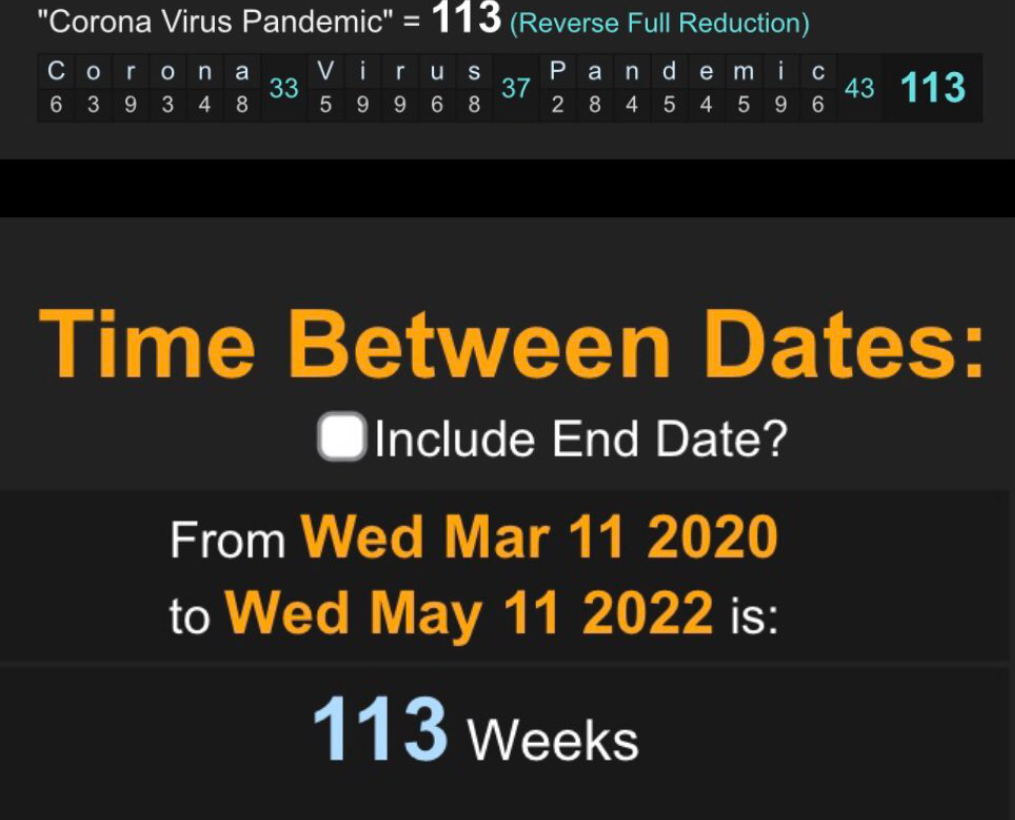 "Corona Virus Pandemic" = 113 (Reverse Full Reduction)
C o r o n a 33 V i r u s 37 P a n d e m i c 43 113
6 3 9 3 4 8 5 9 9 6 8 2 8 4 5 4 5 9 6
Time Between Dates:
Include End Date?
From Wed Mar 11 2020
to Wed May 11 2022 is:
113 Weeks